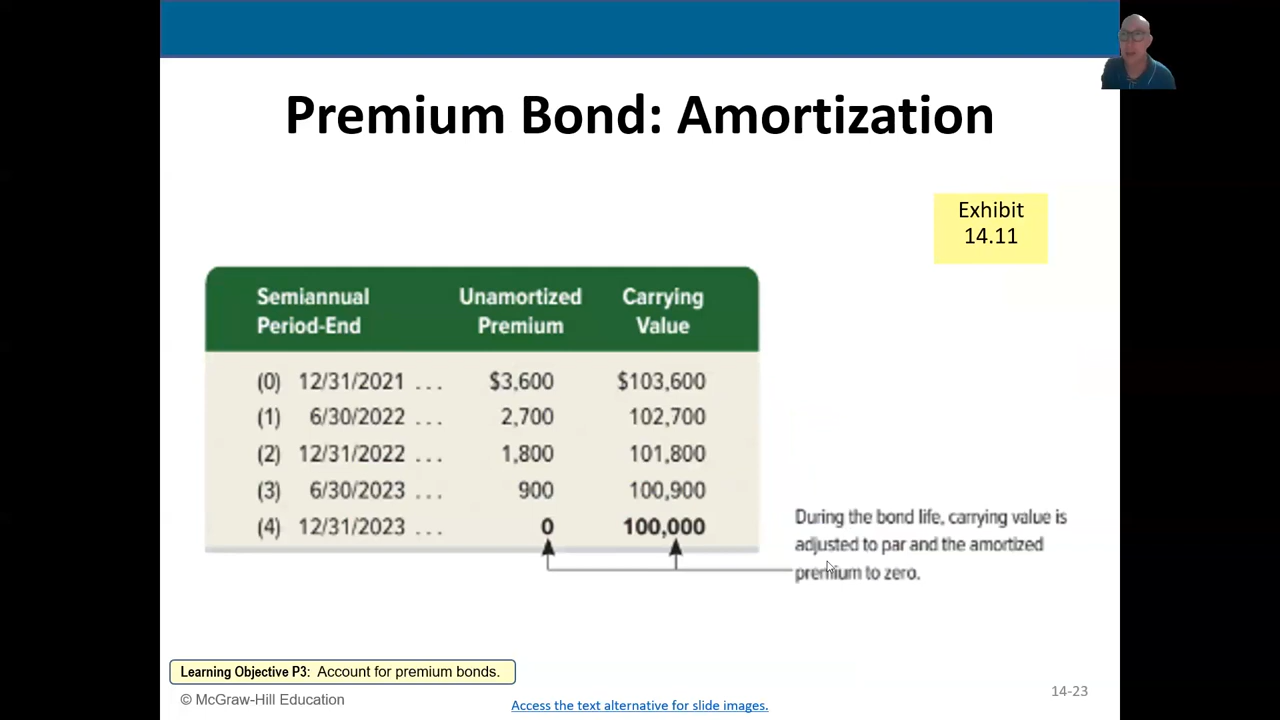 Premium Bond: Amortization
Exhibit
14.11
Semiannual Unamortized Carrying
Period-End Premium Value
(0) 12/31/2021 ... $3,600 $103,600
(1) 6/30/2022 ... 2,700 102,700
(2) 12/31/2022 ... 1,800 101,800
(3) 6/30/2023 ... 900 100,900
(4) 12/31/2023 ... 0 100,000
During the bond life, carrying value is
adjusted to par and the amortized
premium to zero.
Learning Objective P3: Account for premium bonds.
© McGraw-Hill Education
Access the text alternative for slide images.
14-23